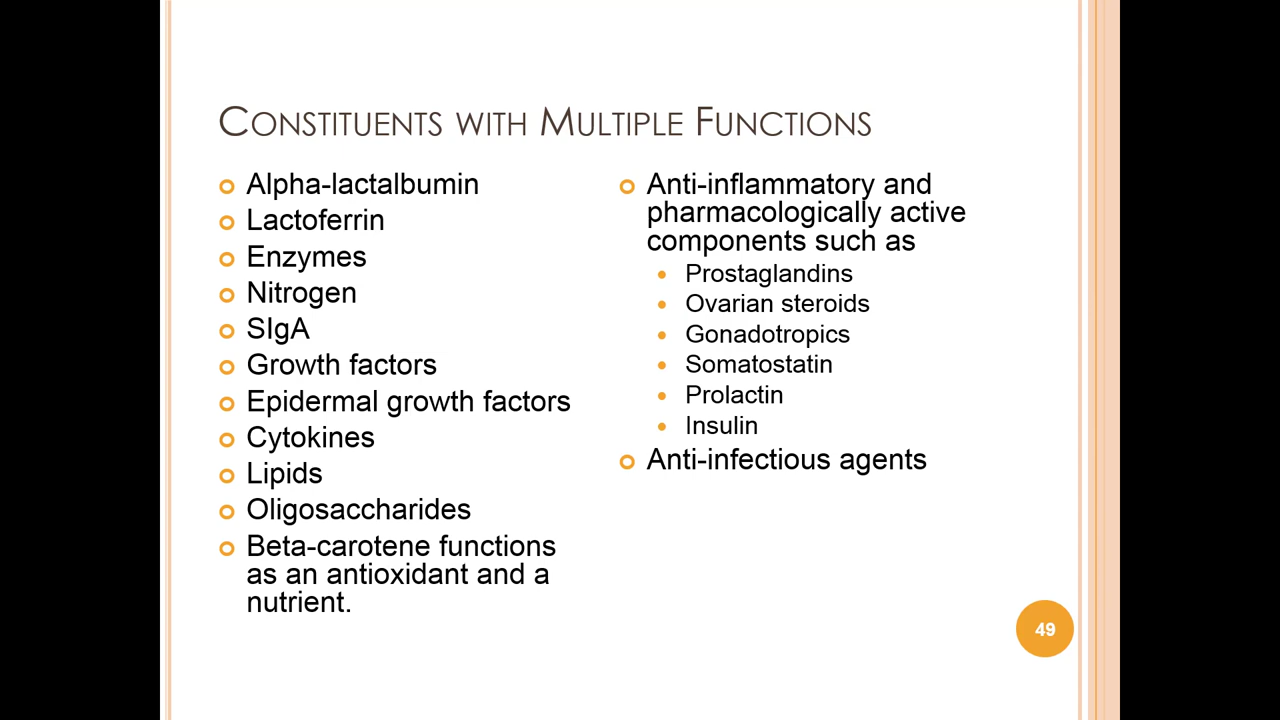 Constituents with Multiple Functions
Alpha-lactalbumin
Lactoferrin
Enzymes
Nitrogen
SIgA
Growth factors
Epidermal growth factors
Cytokines
Lipids
Oligosaccharides
Beta-carotene functions
as an antioxidant and a
nutrient.
Anti-inflammatory and
pharmacologically active
components such as
Prostaglandins
Ovarian steroids
Gonadotropics
Somatostatin
Prolactin
Insulin
Anti-infectious agents
49